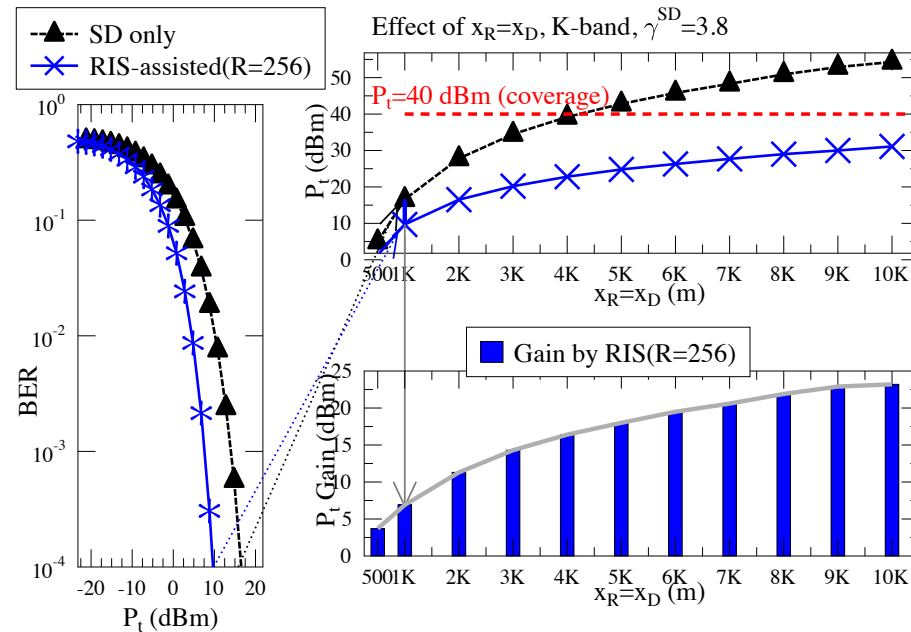 SD only
RIS-assisted(R=256)
10^0
10^-1
10^-2
10^-3
10^-4
BER
-20 -10 0 10 20
P_t (dBm)
Effect of x_R=x_D, K-band, γ^SD=3.8
P_t=40 dBm (coverage)
50
40
30
20
10
0
P_t (dBm)
500 1K 2K 3K 4K 5K 6K 7K 8K 9K 10K
x_R=x_D (m)
Gain by RIS(R=256)
25
20
15
10
5
0
P_t Gain (dBm)
500 1K 2K 3K 4K 5K 6K 7K 8K 9K 10K
x_R=x_D (m)